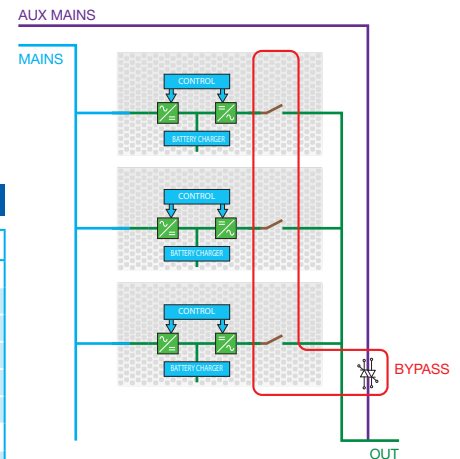 AUX MAINS
MAINS
CONTROL
BATTERY CHARGER
CONTROL
BATTERY CHARGER
CONTROL
BATTERY CHARGER
BYPASS
OUT